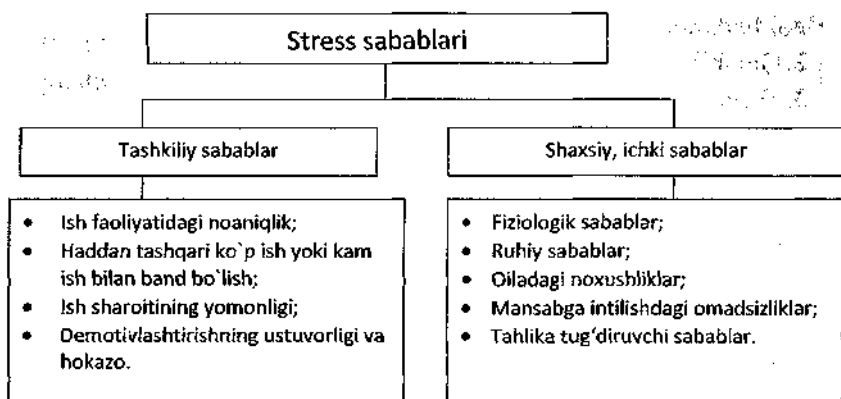 Stress sabablari
Tashkiliy sabablar
• Ish faoliyatidagi noaniqlik;
• Haddan tashqari ko`p ish yoki kam
ish bilan band bo`lish;
• Ish sharoitining yomonligi;
• Demotivlashtirishning ustuvorligi va
hokazo.
Shaxsiy, ichki sabablar
• Fiziologik sabablar;
• Ruhiy sabablar;
• Oiladagi noxushliklar;
• Mansabga intilishdagi omadsizliklar;
• Tahlika tug‘diruvchi sabablar.